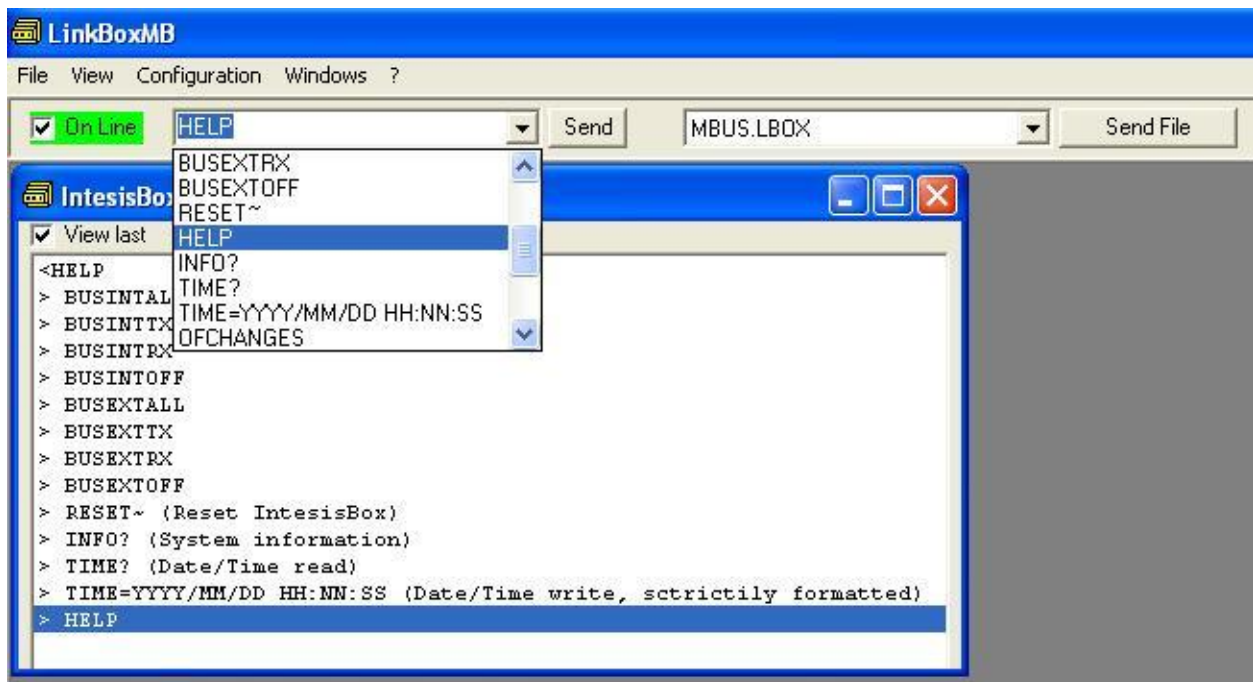 LinkBoxMB
File View Configuration Windows ?
On Line HELP Send MBUS.LBOX Send File
BUSEXTRX
BUSEXTOFF
RESET~
HELP
INFO?
TIME?
TIME=YYYY/MM/DD HH:NN:SS
OFCHANGES
IntesisBox
View last
<HELP
> BUSINTAL
> BUSINTTX
> BUSINTRX
> BUSINTOFF
> BUSEXTALL
> BUSEXTTX
> BUSEXTRX
> BUSEXTOFF
> RESET~ (Reset IntesisBox)
> INFO? (System information)
> TIME? (Date/Time read)
> TIME=YYYY/MM/DD HH:NN:SS (Date/Time write, sctrictily formatted)
> HELP